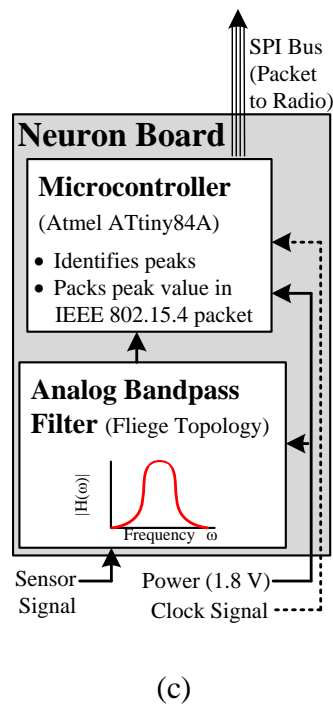 SPI Bus
(Packet
to Radio)
Neuron Board
Microcontroller
(Atmel ATtiny84A)
• Identifies peaks
• Packs peak value in
IEEE 802.15.4 packet
Analog Bandpass
Filter (Fliege Topology)
|H(ω)|
Frequency ω
Sensor
Signal
Power (1.8 V)
Clock Signal
(c)